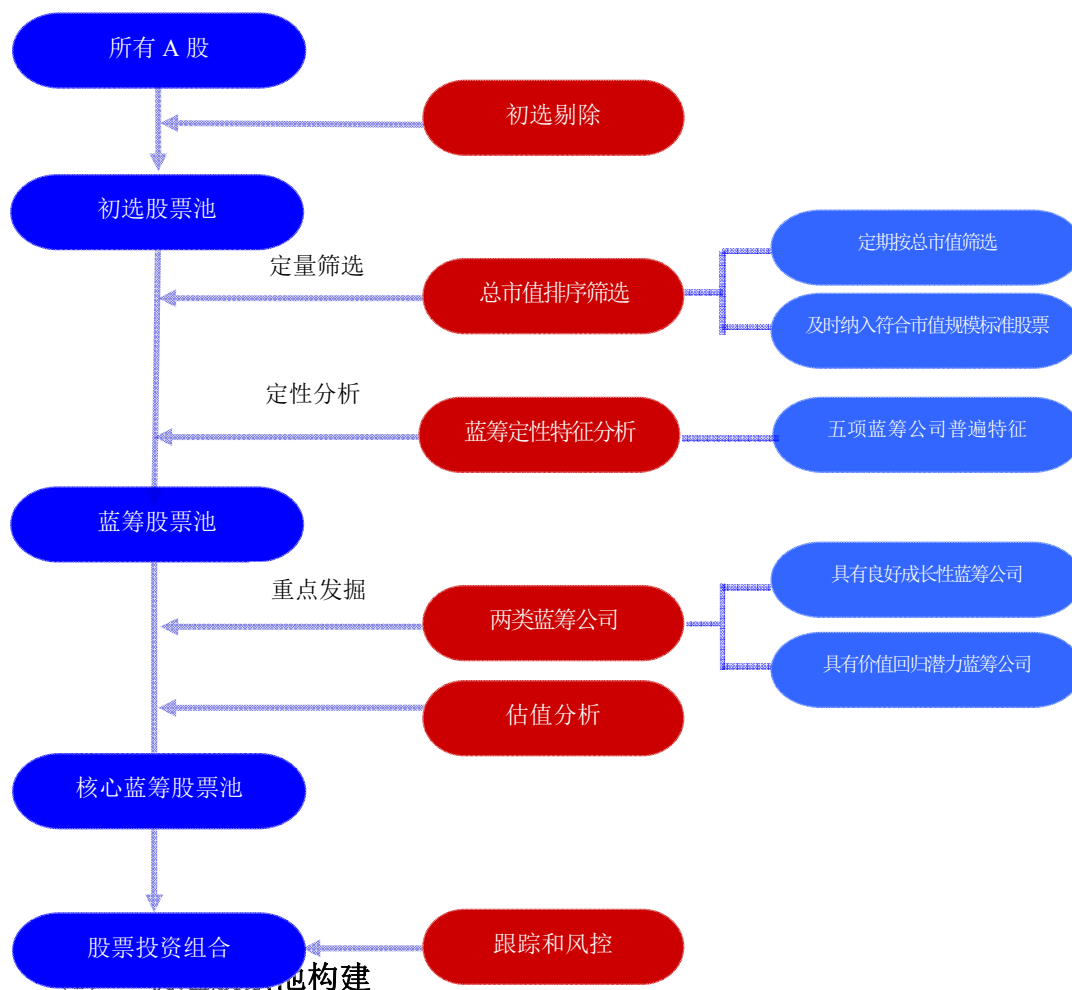 所有 A 股
初选剔除
初选股票池
定期按总市值筛选
定量筛选
总市值排序筛选
及时纳入符合市值规模标准股票
定性分析
蓝筹定性特征分析
五项蓝筹公司普遍特征
蓝筹股票池
具有良好成长性蓝筹公司
重点发掘
两类蓝筹公司
具有价值回归潜力蓝筹公司
估值分析
核心蓝筹股票池
股票投资组合
跟踪和风控
池构建